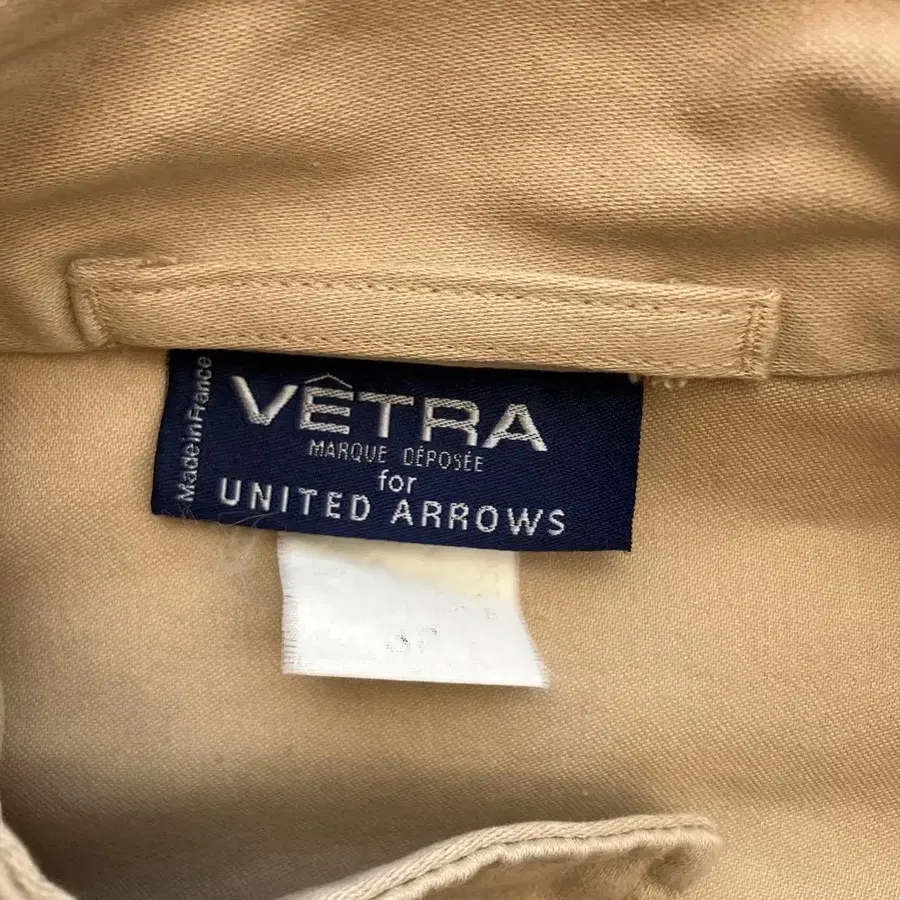 Made in France
VÊTRA
MARQUE DÉPOSÉE
for
UNITED ARROWS